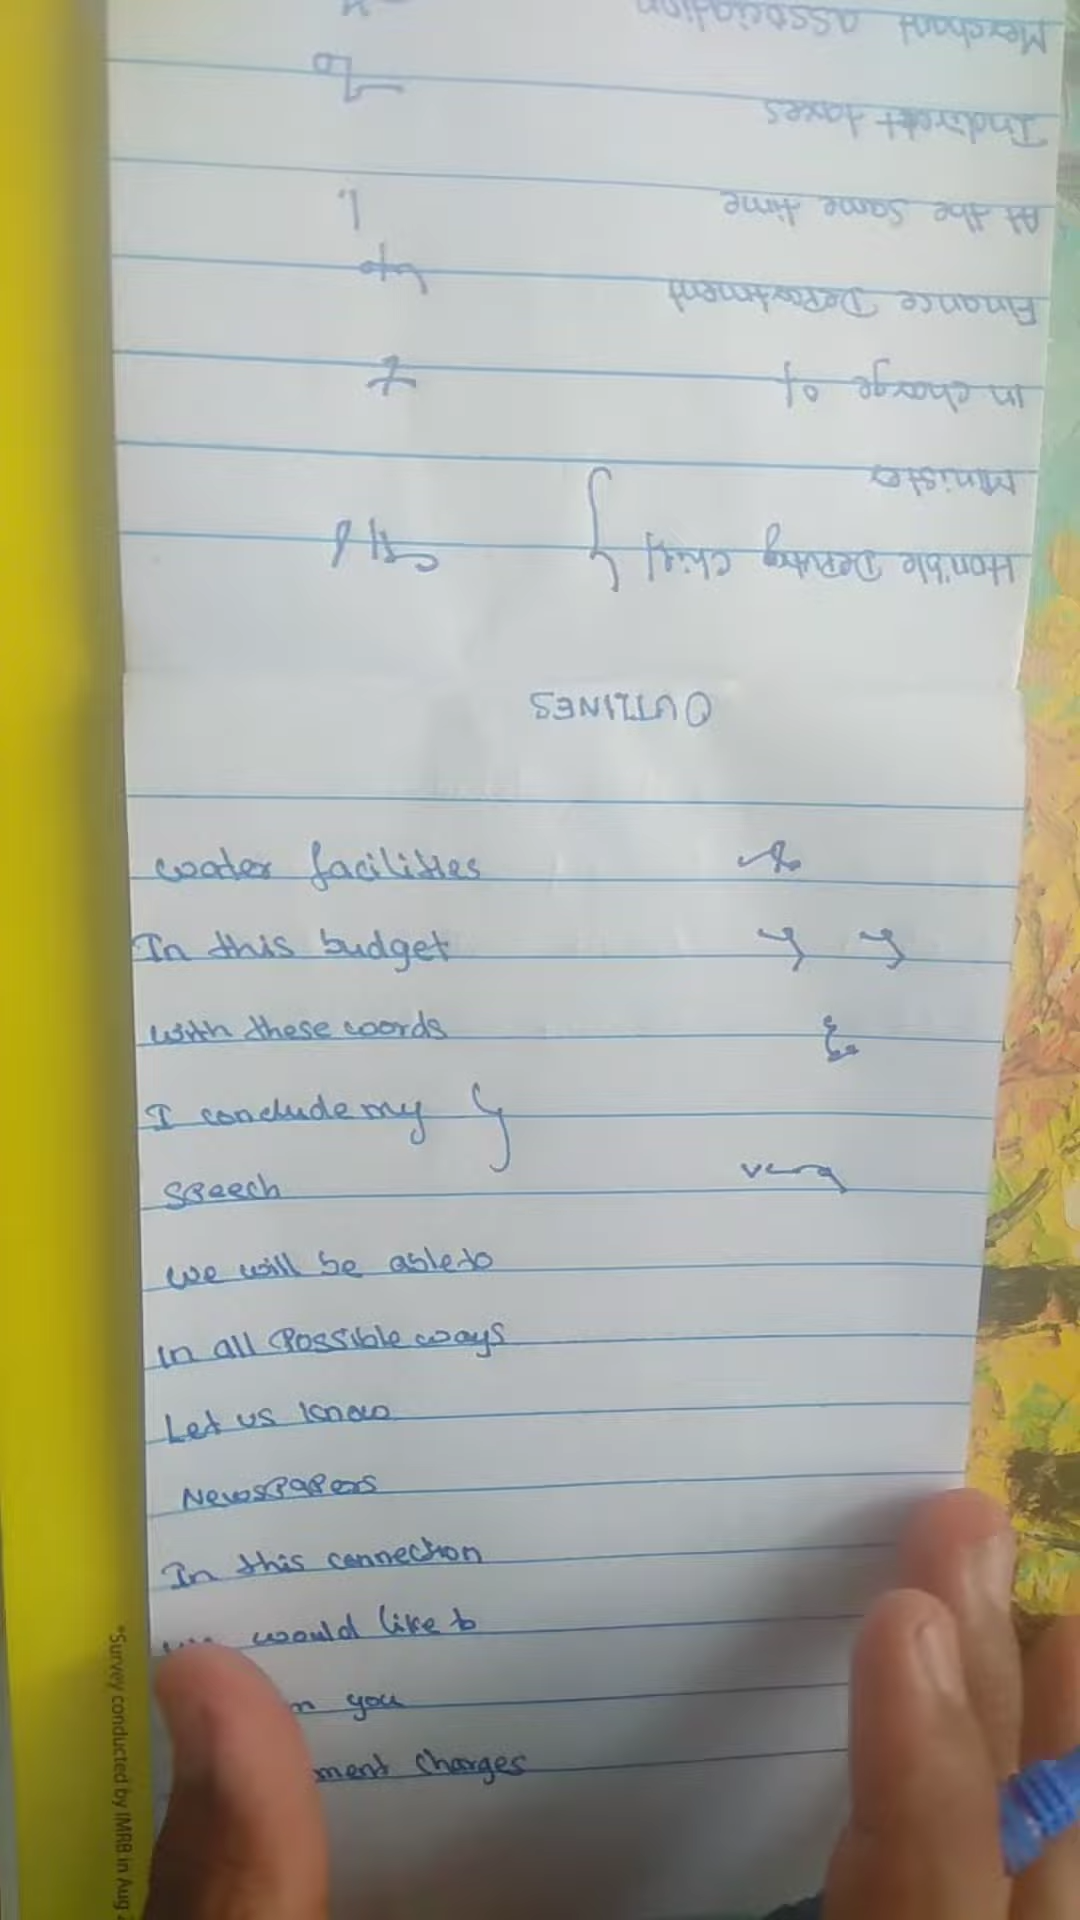 OUTLINES
Hon'ble Deputy Chief
Minister
in charge of
Finance Department
At the same time
Indirect taxes
Merchant association
water facilities
In this budget
with these words
I conclude my
speech
we will be able to
in all possible ways
Let us know
Newspapers
In this connection
would like to
you
ment charges
*Survey conducted by IMRB in Aug